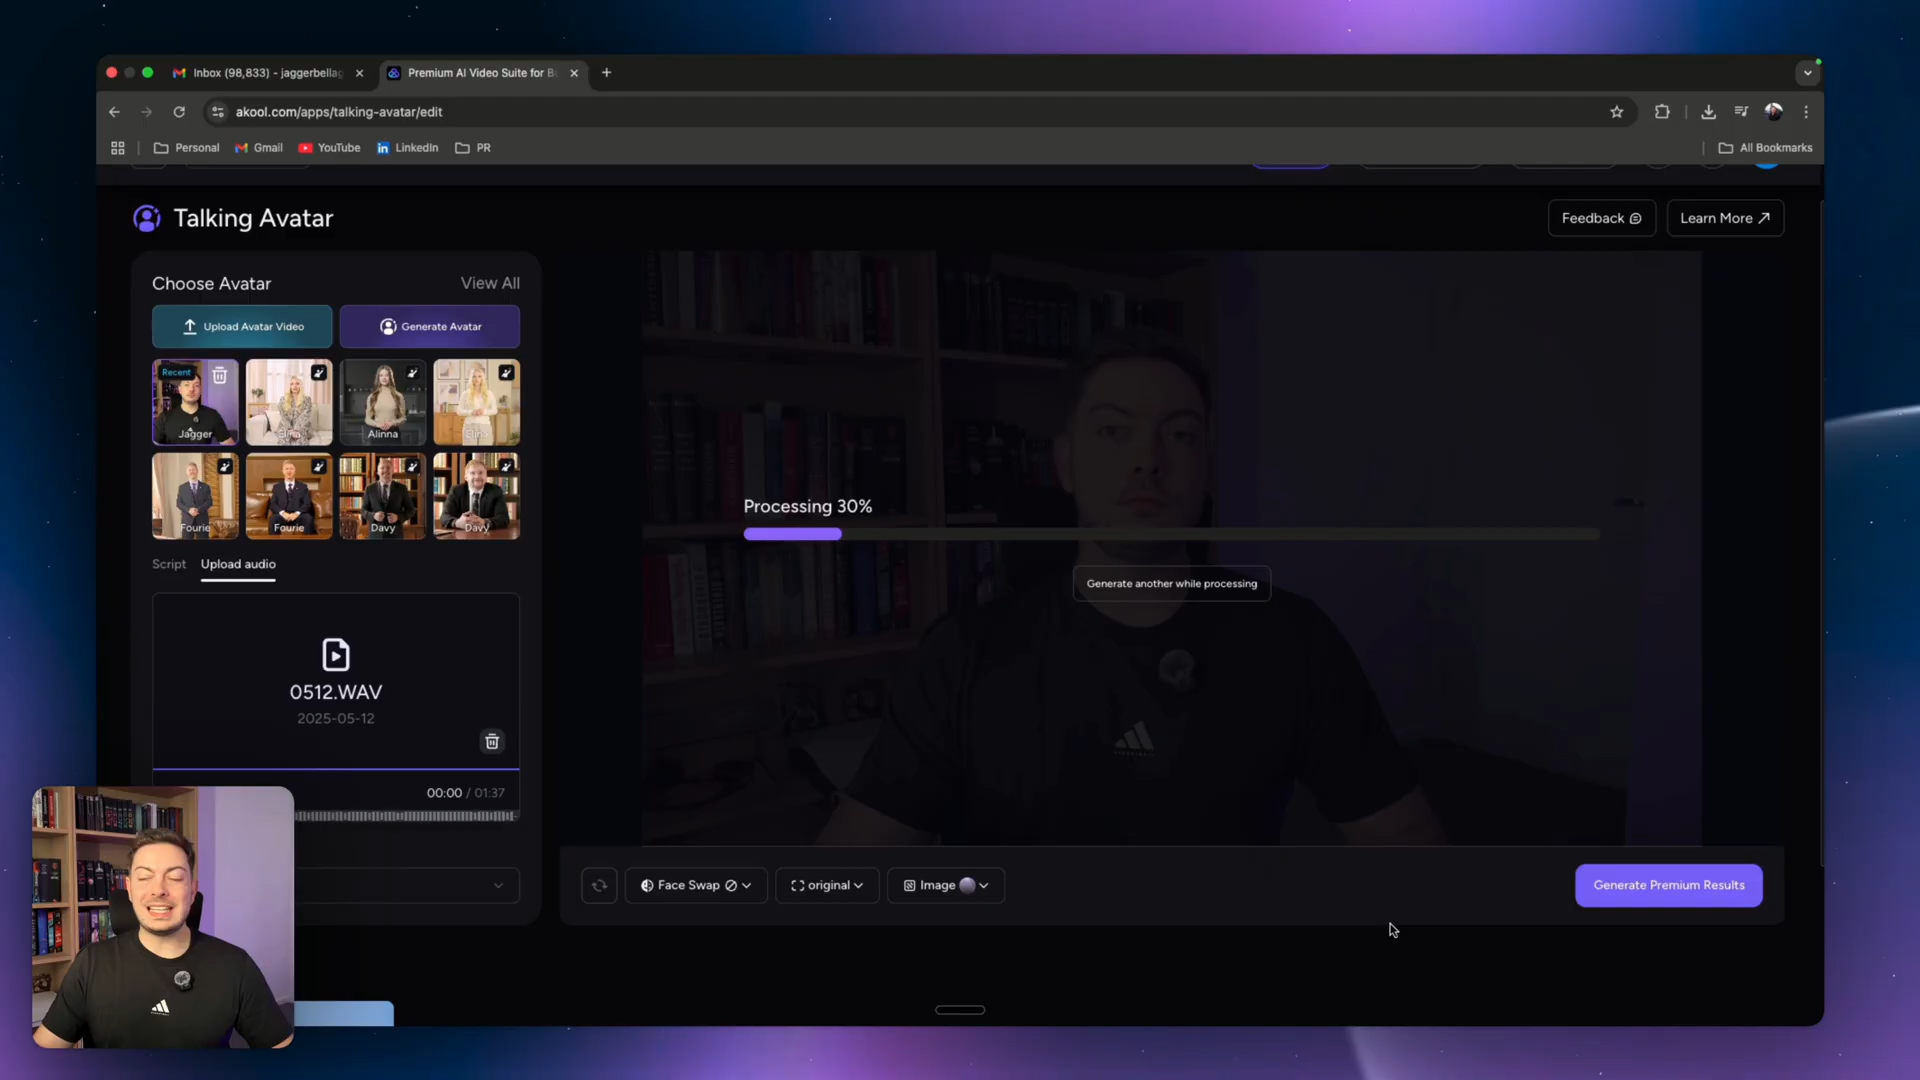 Inbox (98,833) - jaggerbellag
Premium AI Video Suite for B
akool.com/apps/talking-avatar/edit
Personal
Gmail
YouTube
LinkedIn
PR
All Bookmarks
Talking Avatar
Feedback
Learn More
Choose Avatar
View All
Upload Avatar Video
Generate Avatar
Recent
Jagger
Alinna
Fourie
Fourie
Davy
Davy
Script
Upload audio
Processing 30%
Generate another while processing
0512.WAV
2025-05-12
00:00 / 01:37
Face Swap
original
Image
Generate Premium Results